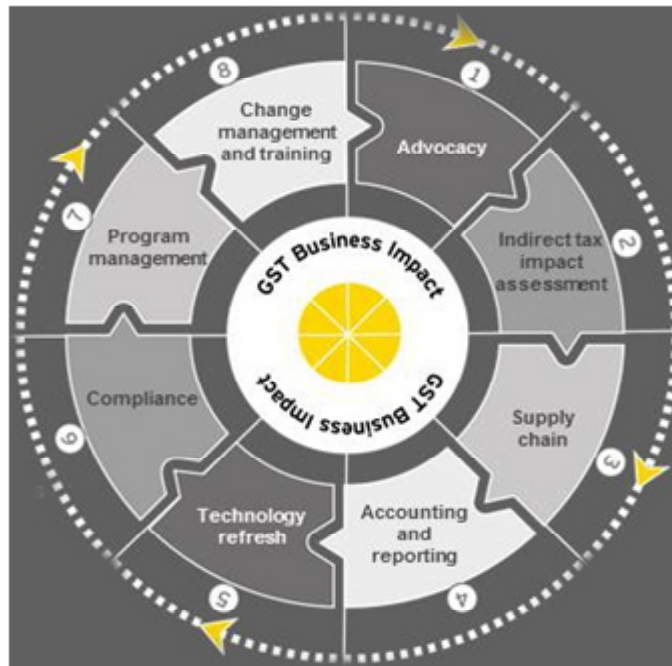 1
Advocacy
2
Indirect tax
impact
assessment
3
Supply
chain
4
Accounting and
reporting
5
Technology
refresh
6
Compliance
7
Program
management
8
Change
management
and training
GST Business Impact
GST Business Impact